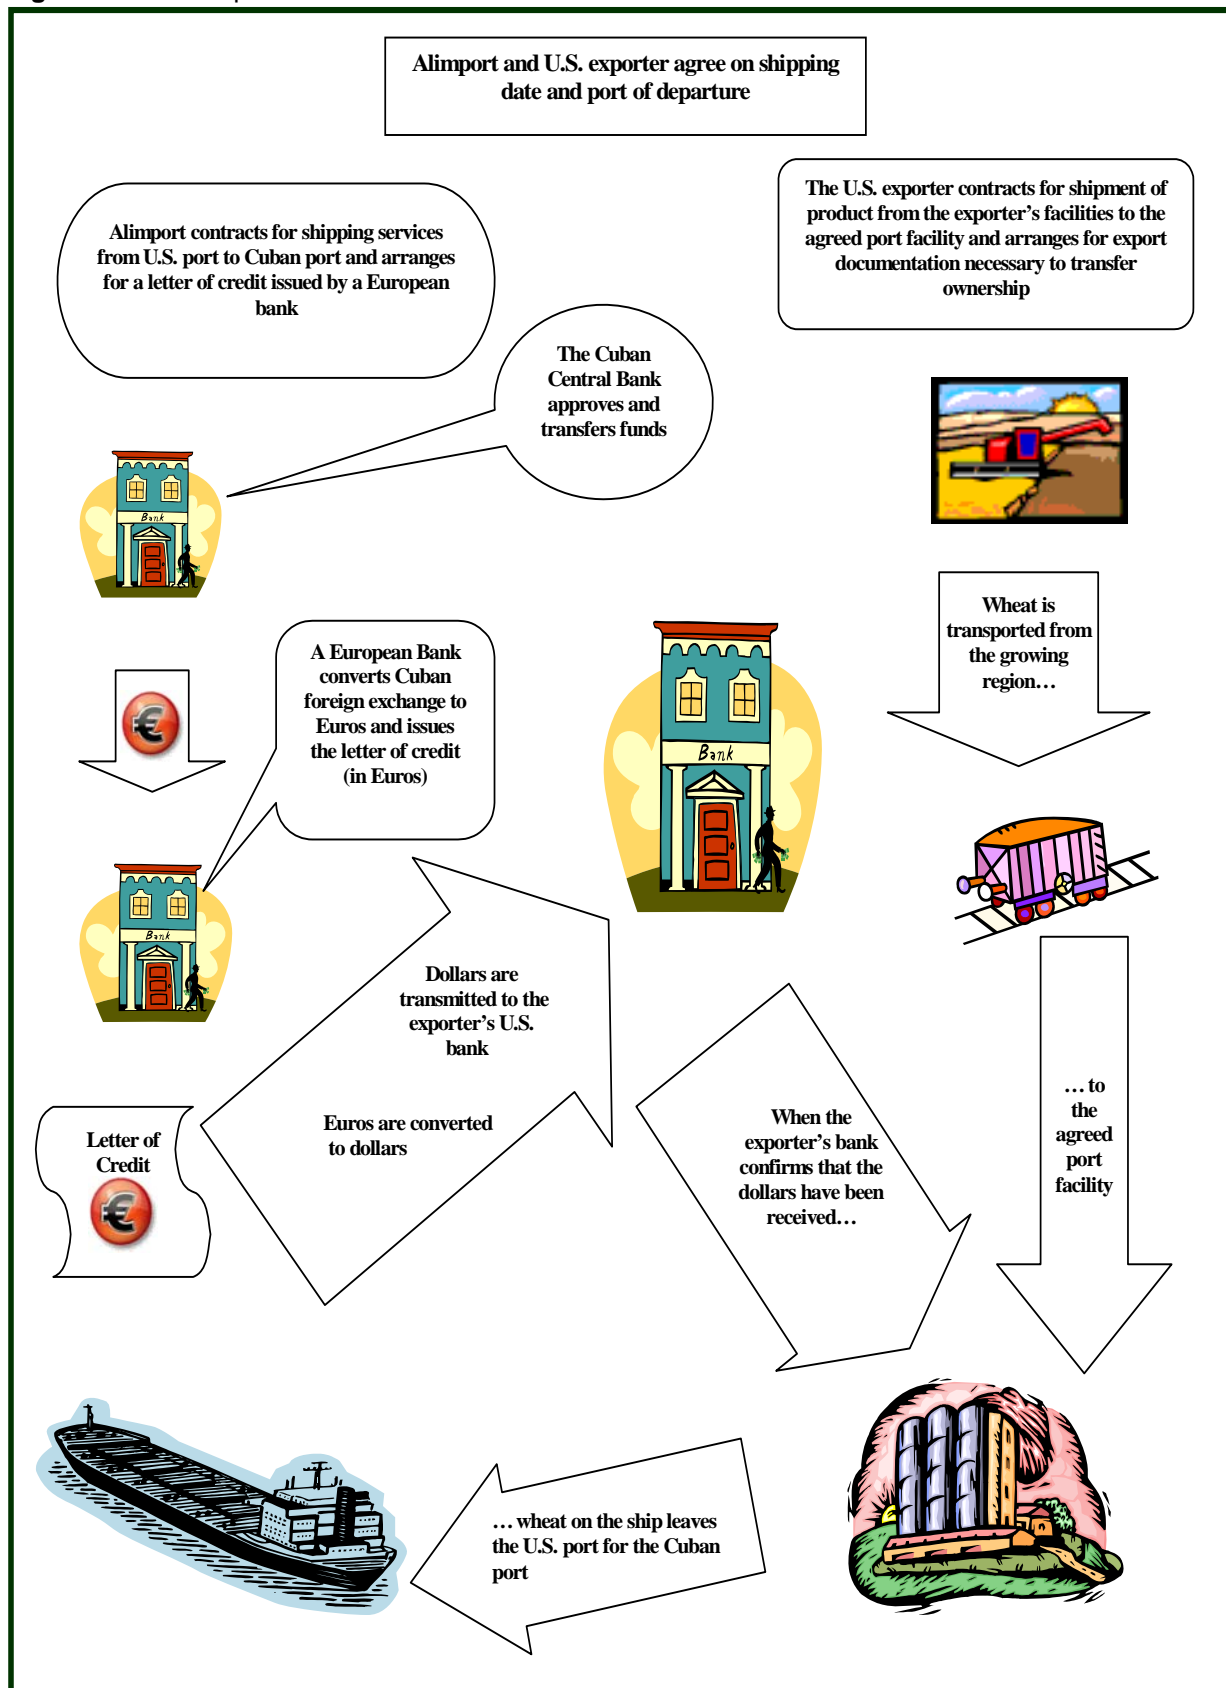 Alimport and U.S. exporter agree on shipping
date and port of departure
Alimport contracts for shipping services
from U.S. port to Cuban port and arranges
for a letter of credit issued by a European
bank
The U.S. exporter contracts for shipment of
product from the exporter’s facilities to the
agreed port facility and arranges for export
documentation necessary to transfer
ownership
The Cuban
Central Bank
approves and
transfers funds
Bank
Wheat is
transported from
the growing
region…
A European Bank
converts Cuban
foreign exchange to
Euros and issues
the letter of credit
(in Euros)
€
Bank
Bank
Dollars are
transmitted to the
exporter’s U.S.
bank
Euros are converted
to dollars
Letter of
Credit
€
When the
exporter’s bank
confirms that the
dollars have been
received…
… to
the
agreed
port
facility
… wheat on the ship leaves
the U.S. port for the Cuban
port